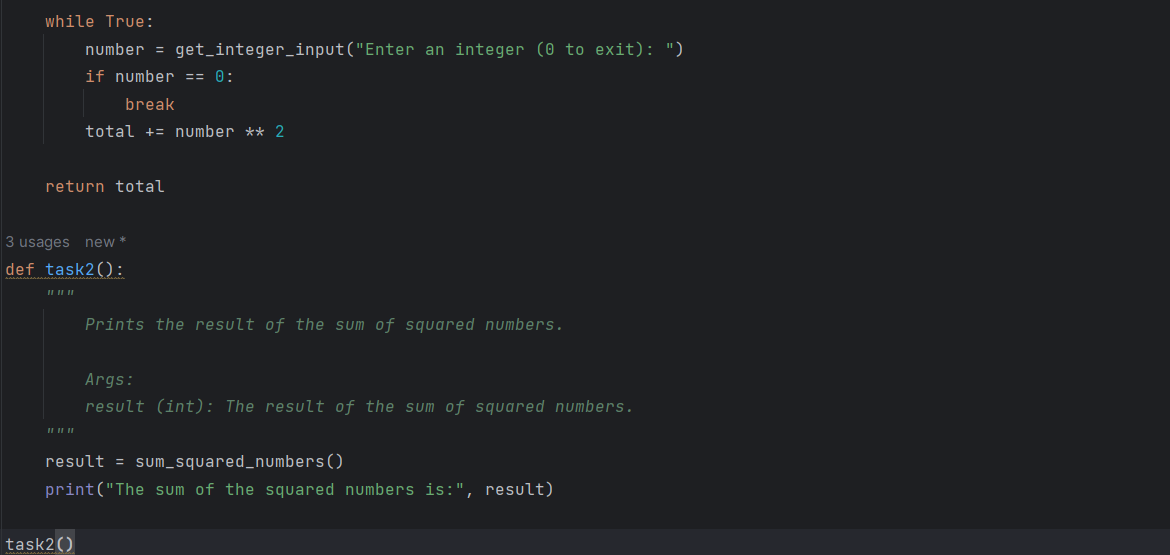 while True:
number = get_integer_input("Enter an integer (0 to exit): ")
if number == 0:
break
total += number ** 2
return total
3 usages new *
def task2():
"""
Prints the result of the sum of squared numbers.
Args:
result (int): The result of the sum of squared numbers.
"""
result = sum_squared_numbers()
print("The sum of the squared numbers is:", result)
task2()